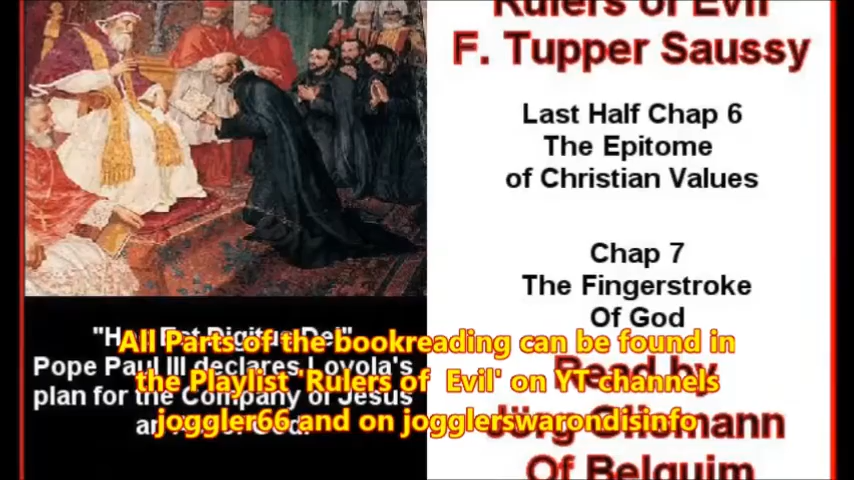 Rulers of Evil
F. Tupper Saussy
Last Half Chap 6
The Epitome
of Christian Values
Chap 7
The Fingerstroke
Of God
Read by
Of Belguim
Pope Paul III declares Loyola's
plan for the Company of Jesus
All Parts of the bookreading can be found in
the Playlist 'Rulers of Evil' on YT channels
joggler66 and on jogglerswarondisinfo